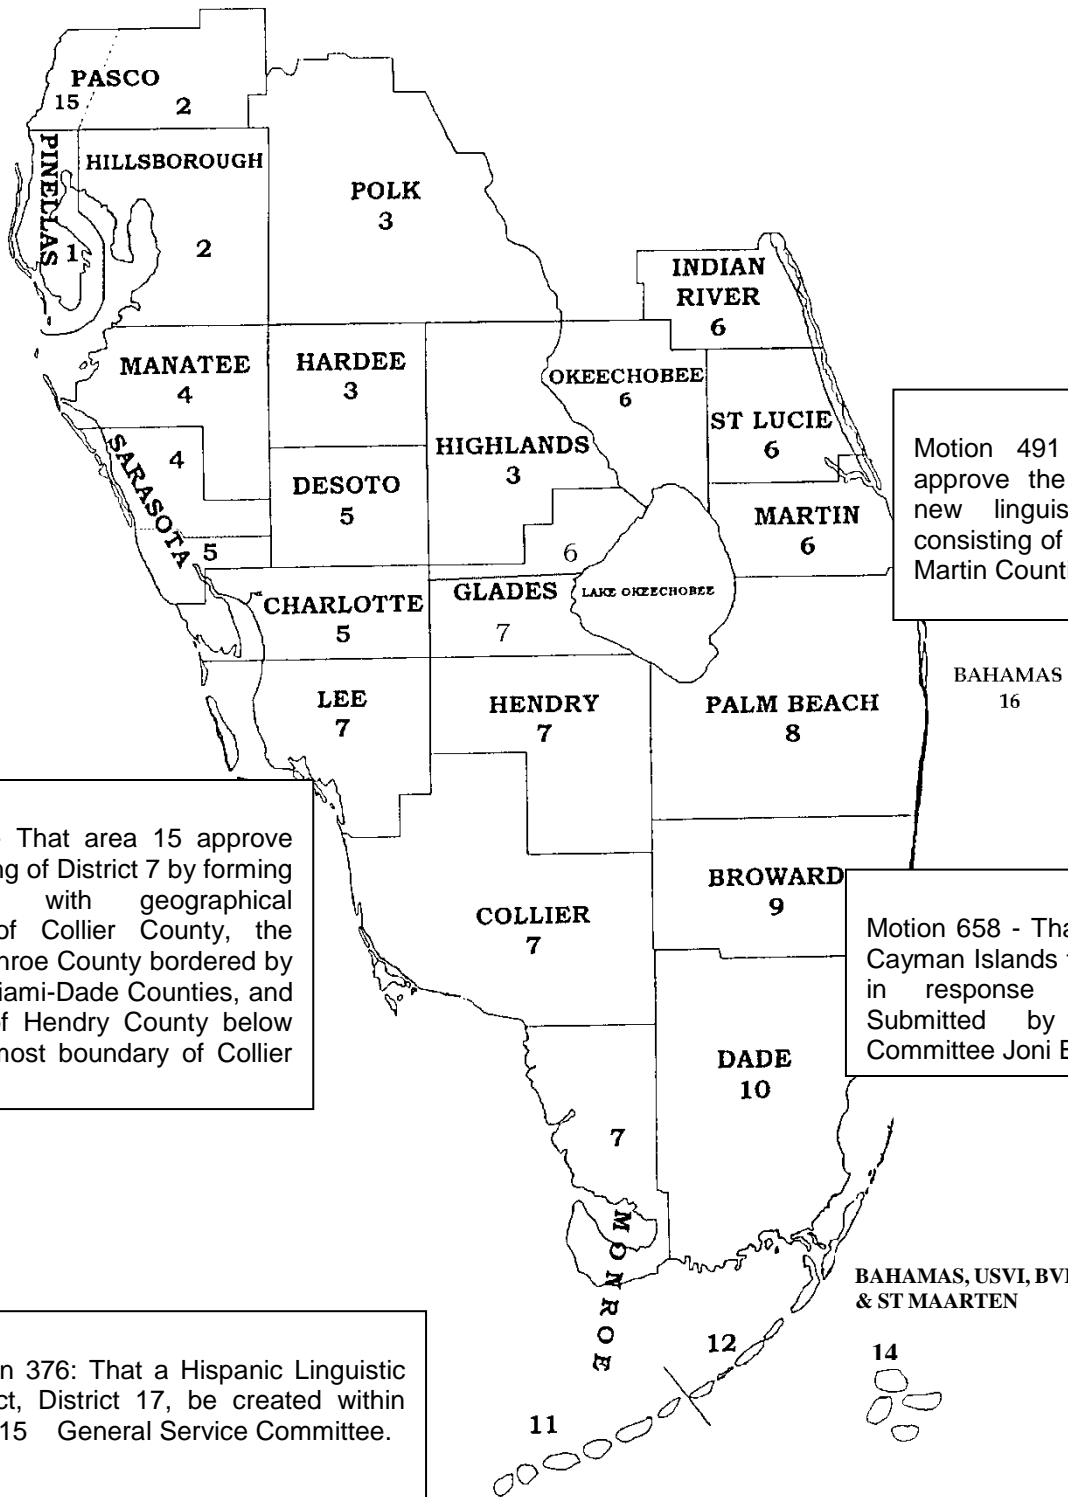 PASCO
15
2
PINELLAS
1
HILLSBOROUGH
2
POLK
3
INDIAN
RIVER
6
MANATEE
4
HARDEE
3
OKEECHOBEE
6
ST LUCIE
6
HIGHLANDS
3
SARASOTA
4
5
DESOTO
5
MARTIN
6
6
GLADES
7
LAKE OKEECHOBEE
CHARLOTTE
5
Motion 491
approve the
new linguis
consisting of
Martin Counti
BAHAMAS
16
LEE
7
HENDRY
7
PALM BEACH
8
That area 15 approve
ng of District 7 by forming
with geographical
of Collier County, the
nroe County bordered by
iami-Dade Counties, and
of Hendry County below
most boundary of Collier
COLLIER
7
BROWARD
9
Motion 658 - Tha
Cayman Islands
in response
Submitted by
Committee Joni B
DADE
10
7
MONROE
BAHAMAS, USVI, BVI
& ST MAARTEN
14
12
11
n 376: That a Hispanic Linguistic
ct, District 17, be created within
15 General Service Committee.